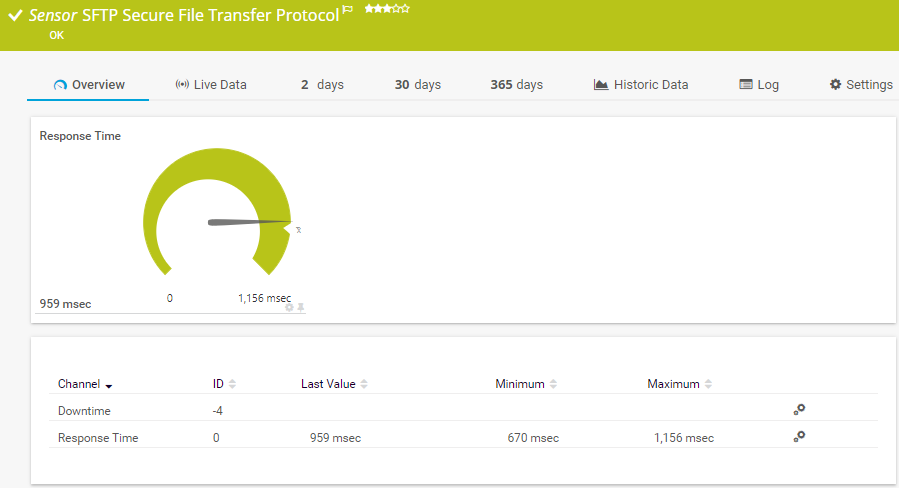 Sensor SFTP Secure File Transfer Protocol
OK
Overview Live Data 2 days 30 days 365 days Historic Data Log Settings
Response Time
x̄
0 1,156 msec
959 msec
Channel ID Last Value Minimum Maximum
Downtime -4
Response Time 0 959 msec 670 msec 1,156 msec